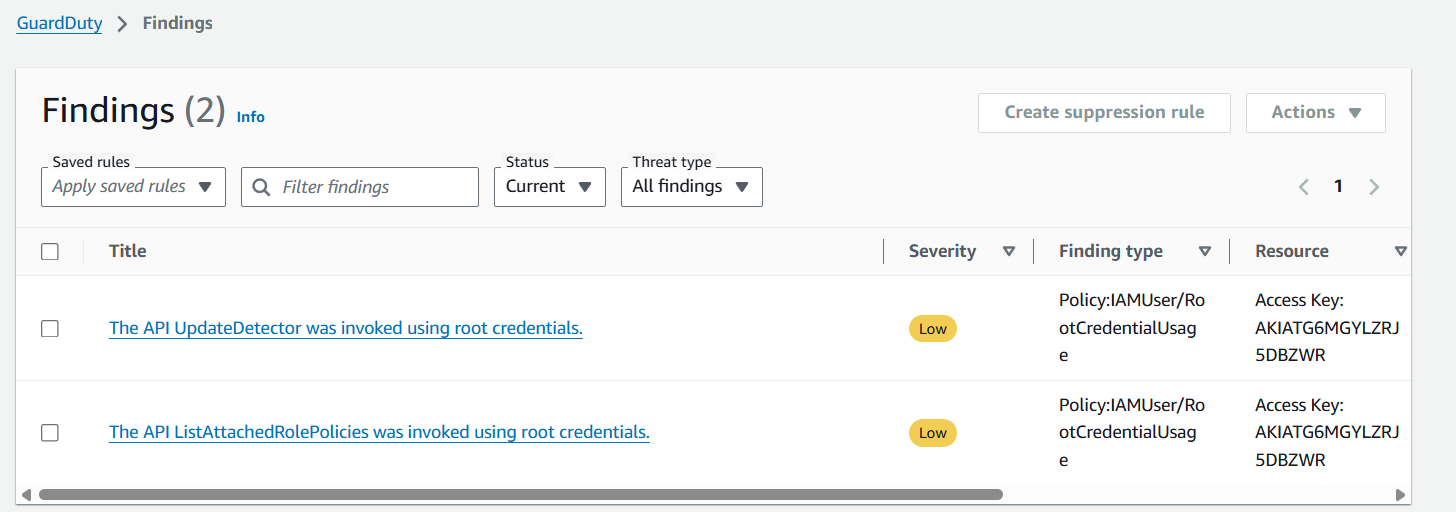 GuardDuty > Findings
Findings (2) Info
Create suppression rule
Actions
Saved rules
Apply saved rules
Filter findings
Status
Current
Threat type
All findings
1
Title
Severity
Finding type
Resource
The API UpdateDetector was invoked using root credentials.
Low
Policy:IAMUser/Ro
otCredentialUsag
e
Access Key:
AKIATG6MGYLZRJ
5DBZWR
The API ListAttachedRolePolicies was invoked using root credentials.
Low
Policy:IAMUser/Ro
otCredentialUsag
e
Access Key:
AKIATG6MGYLZRJ
5DBZWR